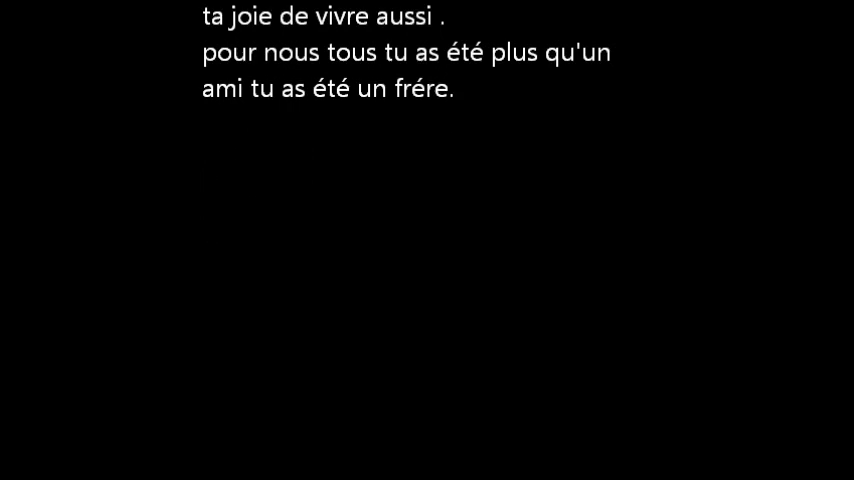 ta joie de vivre aussi .
pour nous tous tu as été plus qu'un
ami tu as été un frére.